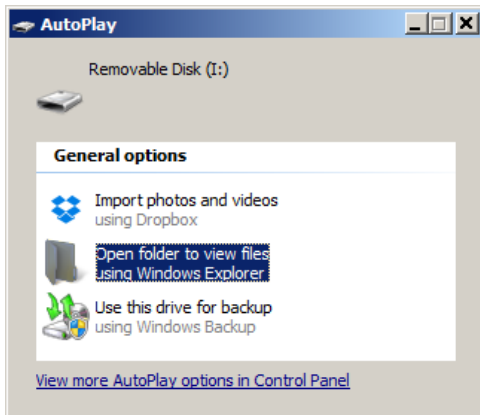 AutoPlay
Removable Disk (I:)
General options
Import photos and videos
using Dropbox
Open folder to view files
using Windows Explorer
Use this drive for backup
using Windows Backup
View more AutoPlay options in Control Panel